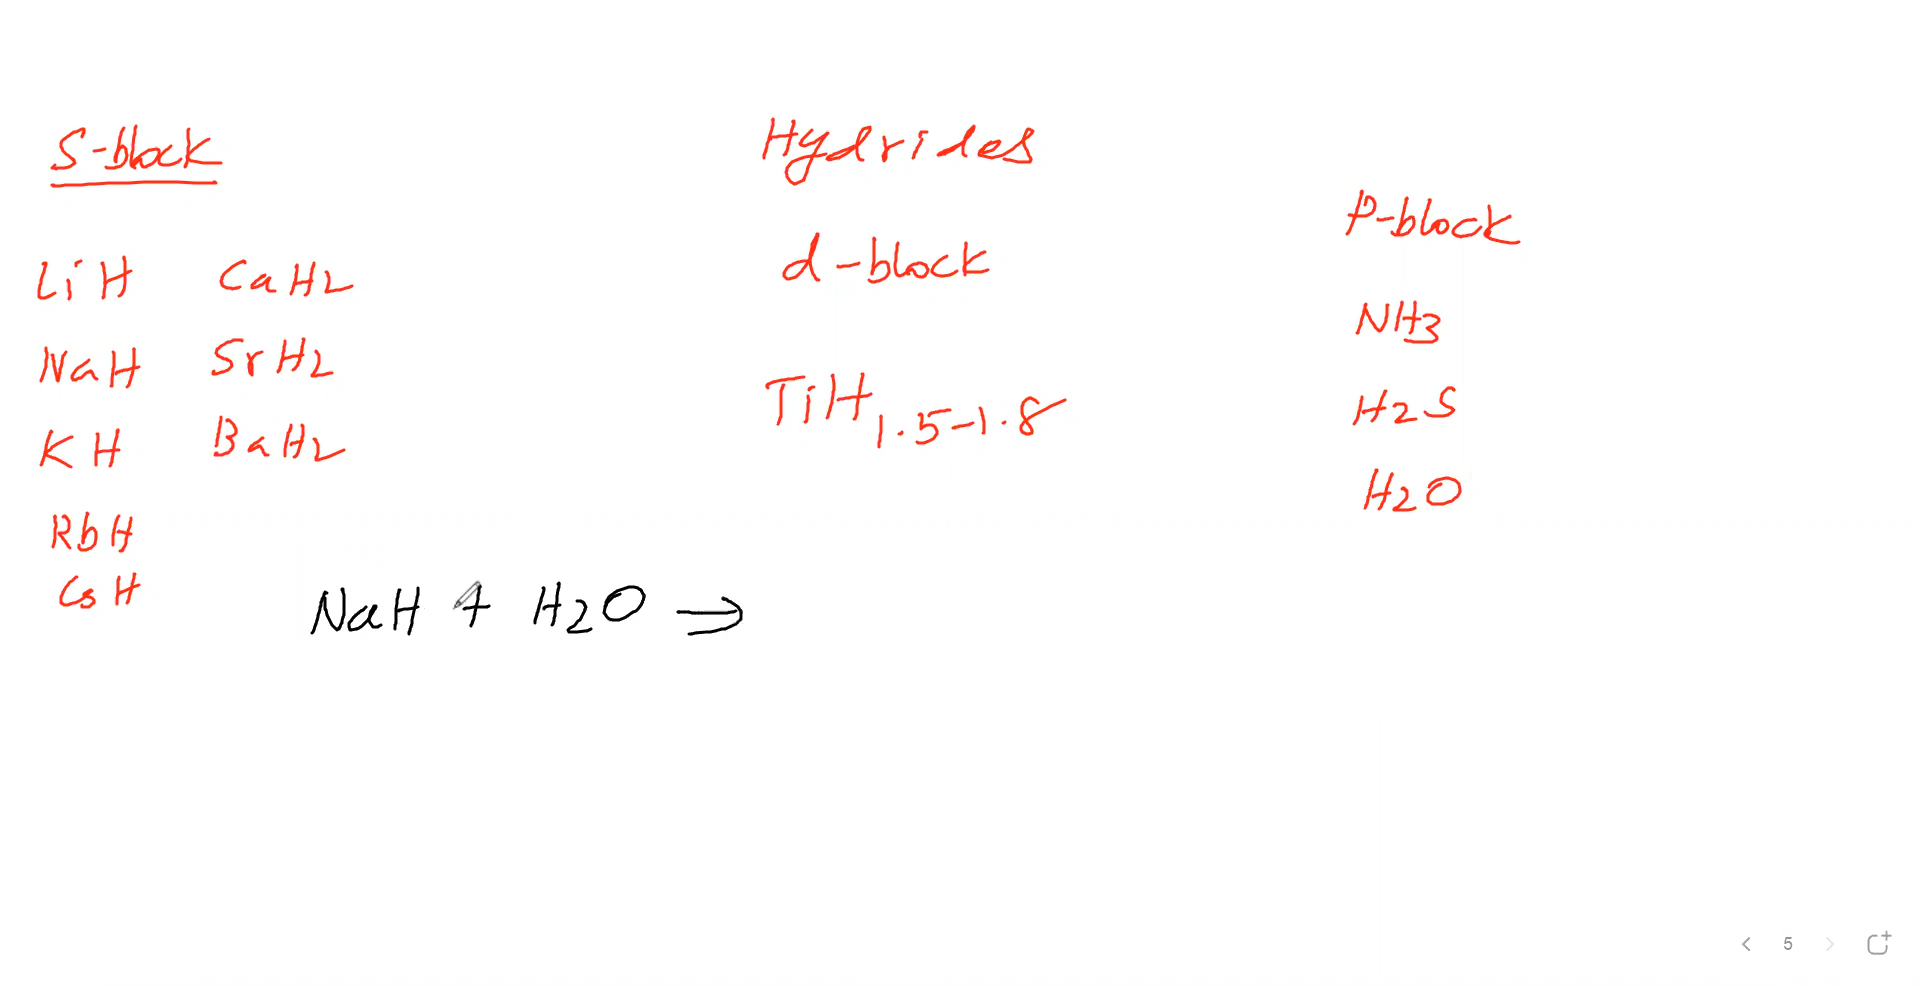 S-block
Hydrides
P-block
d-block
LiH CaH2
NaH SrH2
KH BaH2
RbH
CsH
TiH1.5-1.8
NH3
H2S
H2O
NaH + H2O ⇒
< 5 >